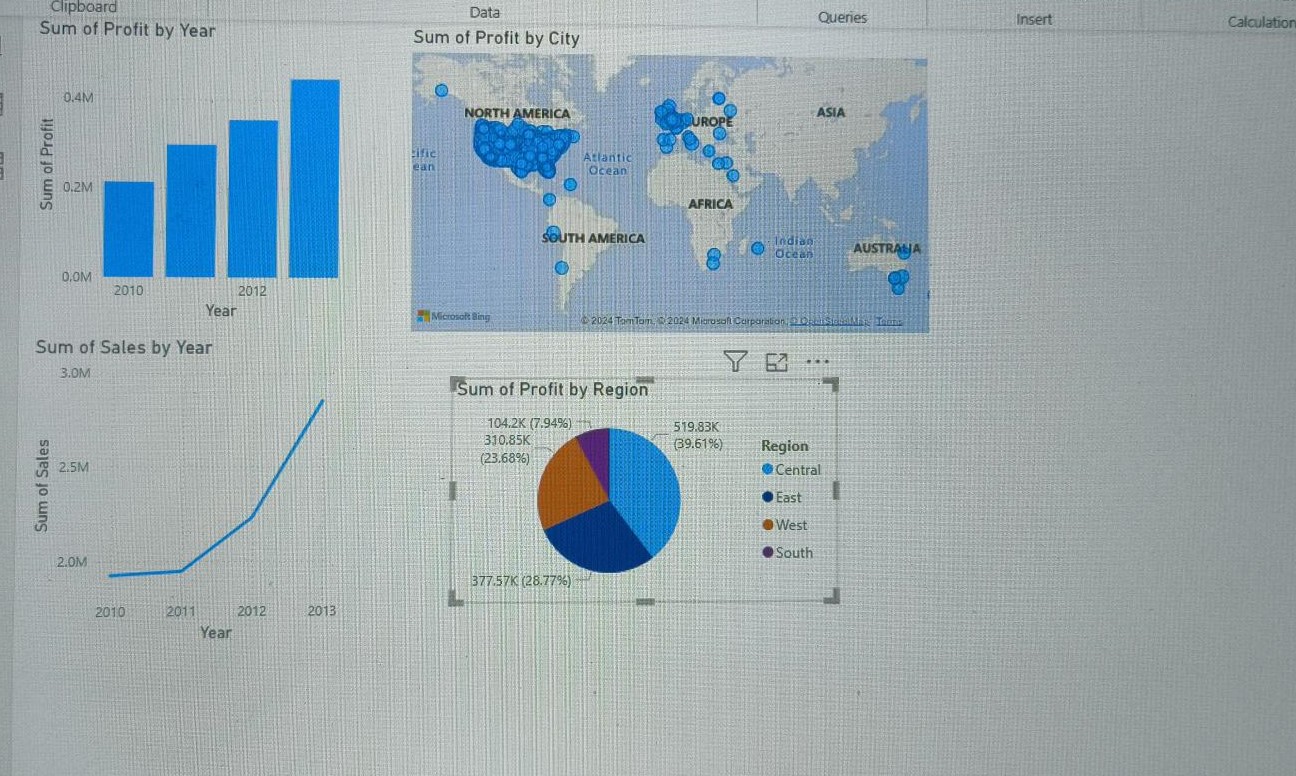 Clipboard
Data
Queries
Insert
Calculation
Sum of Profit by Year
0.4M
0.2M
0.0M
Sum of Profit
2010
2012
Year
Sum of Profit by City
NORTH AMERICA
ASIA
UROPE
cific
ean
Atlantic
Ocean
AFRICA
SOUTH AMERICA
Indian
Ocean
AUSTRALIA
Microsoft Bing
© 2024 TomTom, © 2024 Microsoft Corporation, © OpenStreetMap Terms
Sum of Sales by Year
3.0M
2.5M
2.0M
Sum of Sales
2010
2011
2012
2013
Year
Sum of Profit by Region
104.2K (7.94%)
310.85K
(23.68%)
519.83K
(39.61%)
377.57K (28.77%)
Region
Central
East
West
South